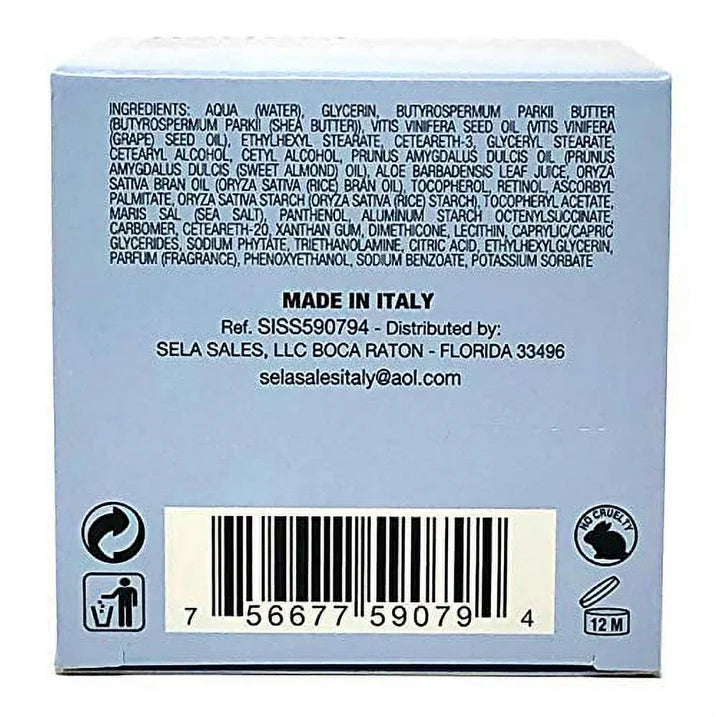 INGREDIENTS: AQUA (WATER), GLYCERIN, BUTYROSPERMUM PARKII BUTTER
(BUTYROSPERMUM PARKII (SHEA BUTTER)), VITIS VINIFERA SEED OIL (VITIS VINIFERA
(GRAPE) SEED OIL), ETHYLHEXYL STEARATE, CETEARETH-3, GLYCERYL STEARATE,
CETEARYL ALCOHOL, CETYL ALCOHOL, PRUNUS AMYGDALUS DULCIS OIL (PRUNUS
AMYGDALUS DULCIS (SWEET ALMOND) OIL), ALOE BARBADENSIS LEAF JUICE, ORYZA
SATIVA BRAN OIL (ORYZA SATIVA (RICE) BRAN OIL), TOCOPHEROL, RETINOL, ASCORBYL
PALMITATE, ORYZA SATIVA STARCH (ORYZA SATIVA (RICE) STARCH), TOCOPHERYL ACETATE,
MARIS SAL (SEA SALT), PANTHENOL, ALUMINUM STARCH OCTENYLSUCCINATE,
CARBOMER, CETEARETH-20, XANTHAN GUM, DIMETHICONE, LECITHIN, CAPRYLIC/CAPRIC
GLYCERIDES, SODIUM PHYTATE, TRIETHANOLAMINE, CITRIC ACID, ETHYLHEXYLGLYCERIN,
PARFUM (FRAGRANCE), PHENOXYETHANOL, SODIUM BENZOATE, POTASSIUM SORBATE
MADE IN ITALY
Ref. SISS590794 - Distributed by:
SELA SALES, LLC BOCA RATON - FLORIDA 33496
selasalesitaly@aol.com
NO CRUELTY
12 M
7 56677 59079 4